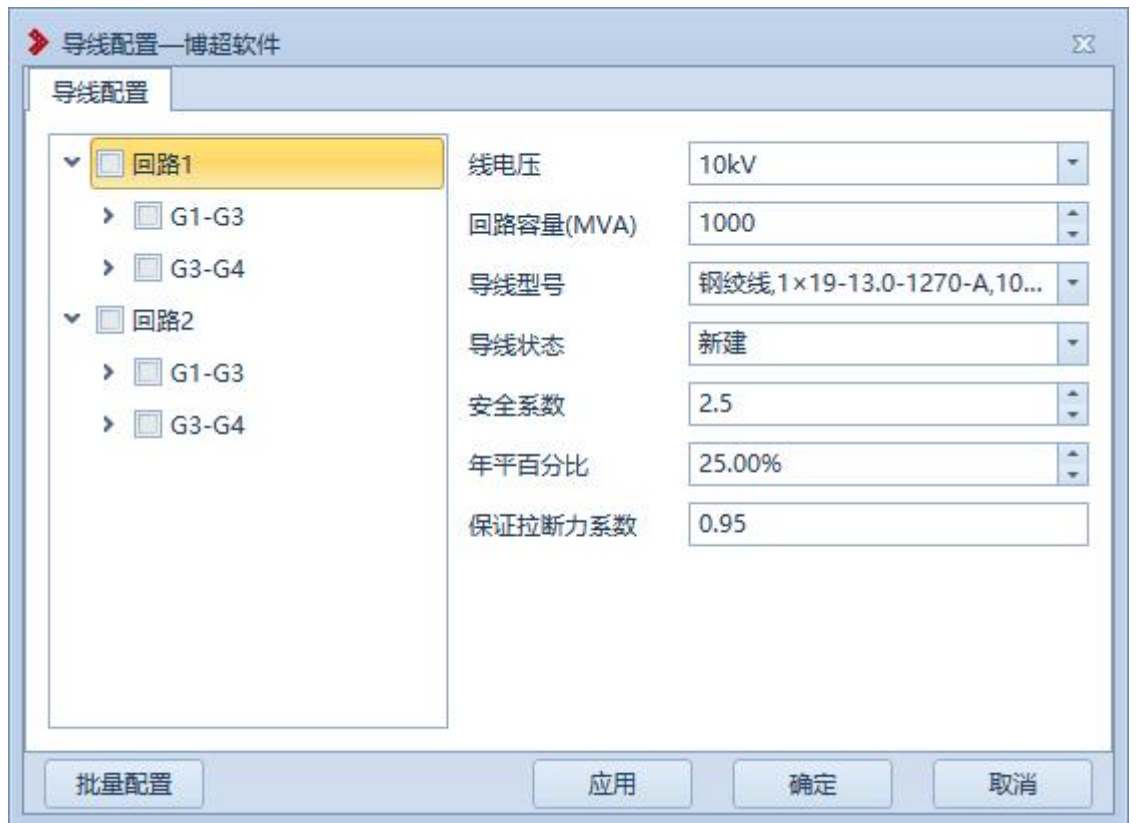 导线配置—博超软件
导线配置
回路1
G1-G3
G3-G4
回路2
G1-G3
G3-G4
线电压 10kV
回路容量(MVA) 1000
导线型号 钢绞线,1×19-13.0-1270-A,10...
导线状态 新建
安全系数 2.5
年平百分比 25.00%
保证拉断力系数 0.95
批量配置 应用 确定 取消